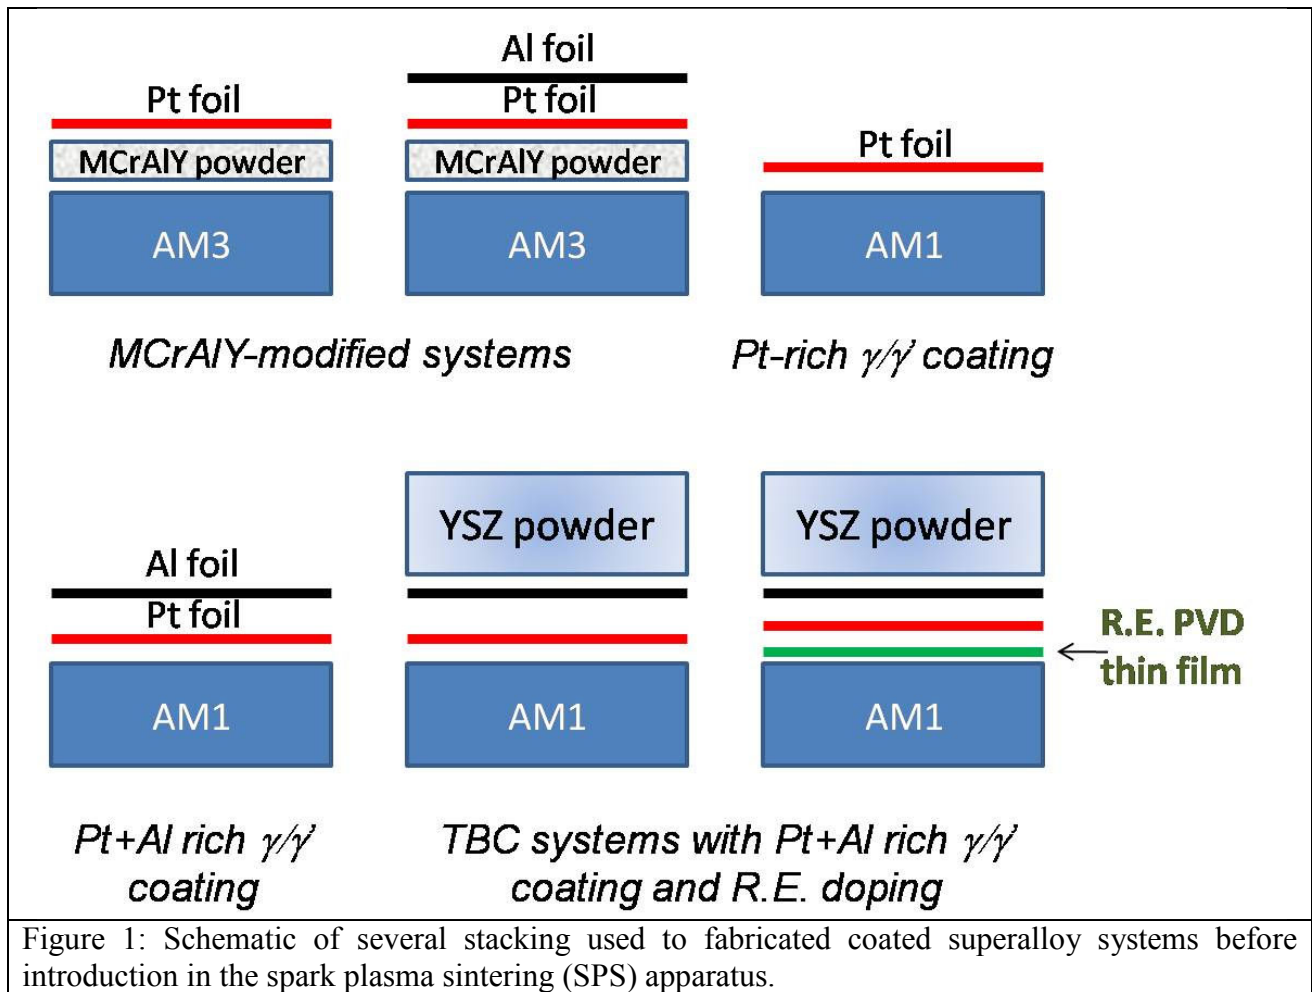 Al foil
Pt foil
Pt foil
Pt foil
MCrAlY powder
MCrAlY powder
AM3
AM3
AM1
MCrAlY-modified systems
Pt-rich γ/γ’ coating
YSZ powder
YSZ powder
Al foil
Pt foil
R.E. PVD
thin film
AM1
AM1
AM1
Pt+Al rich γ/γ’
coating
TBC systems with Pt+Al rich γ/γ’
coating and R.E. doping
Figure 1: Schematic of several stacking used to fabricated coated superalloy systems before
introduction in the spark plasma sintering (SPS) apparatus.